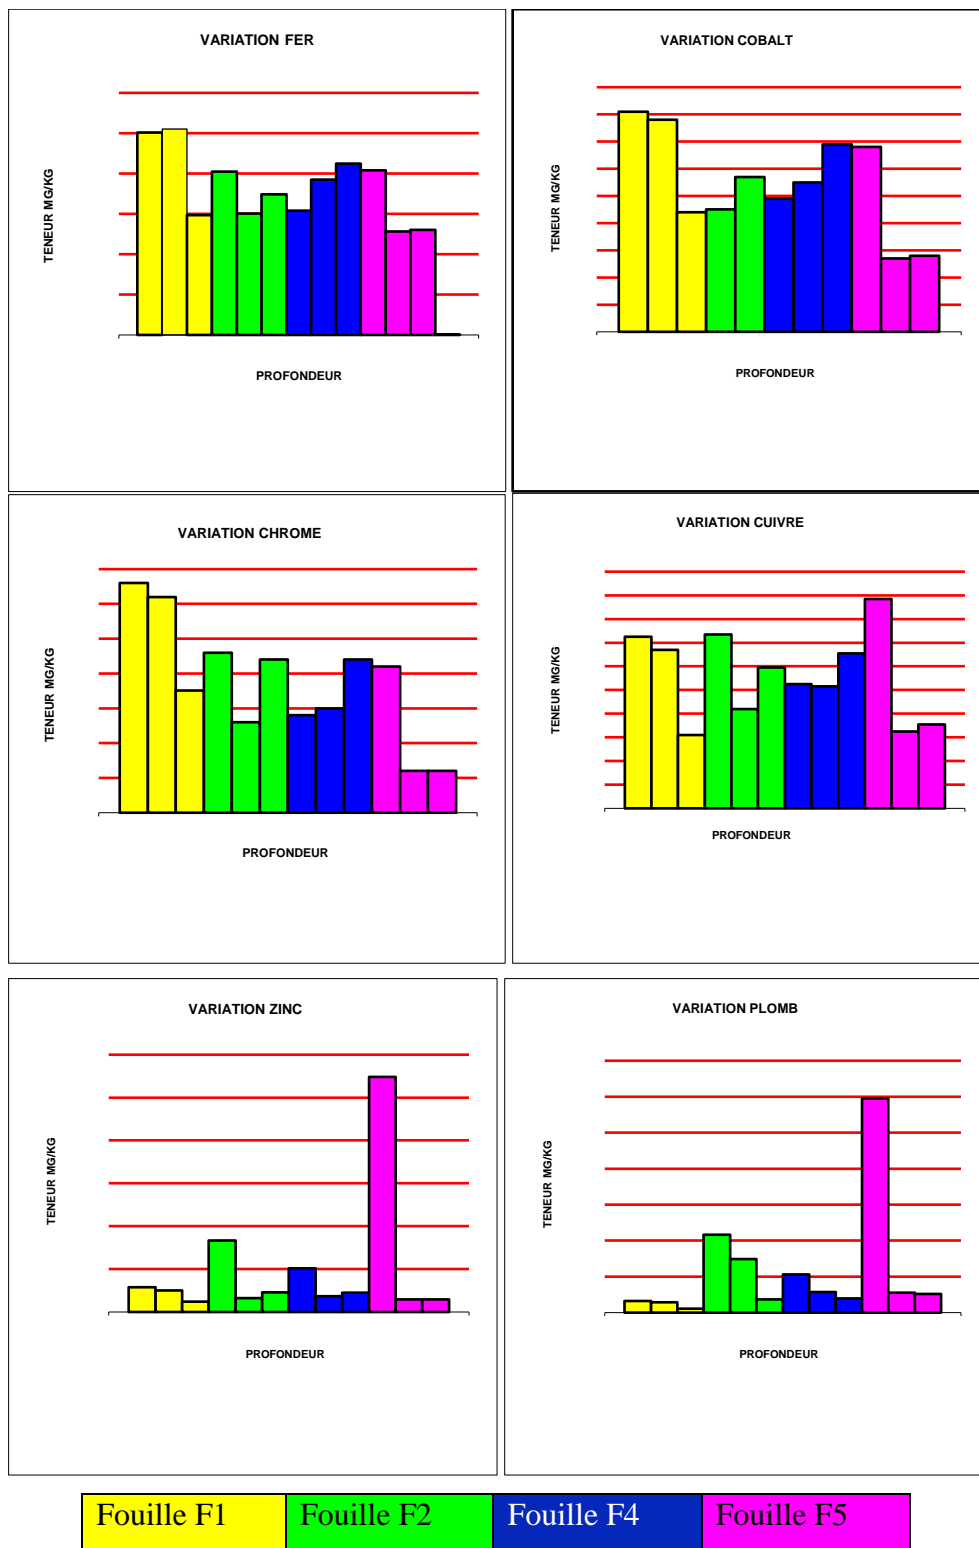 VARIATION FER
TENEUR MG/KG
PROFONDEUR
VARIATION COBALT
TENEUR MG/KG
PROFONDEUR
VARIATION CHROME
TENEUR MG/KG
PROFONDEUR
VARIATION CUIVRE
TENEUR MG/KG
PROFONDEUR
VARIATION ZINC
TENEUR MG/KG
PROFONDEUR
VARIATION PLOMB
TENEUR MG/KG
PROFONDEUR
Fouille F1 Fouille F2 Fouille F4 Fouille F5